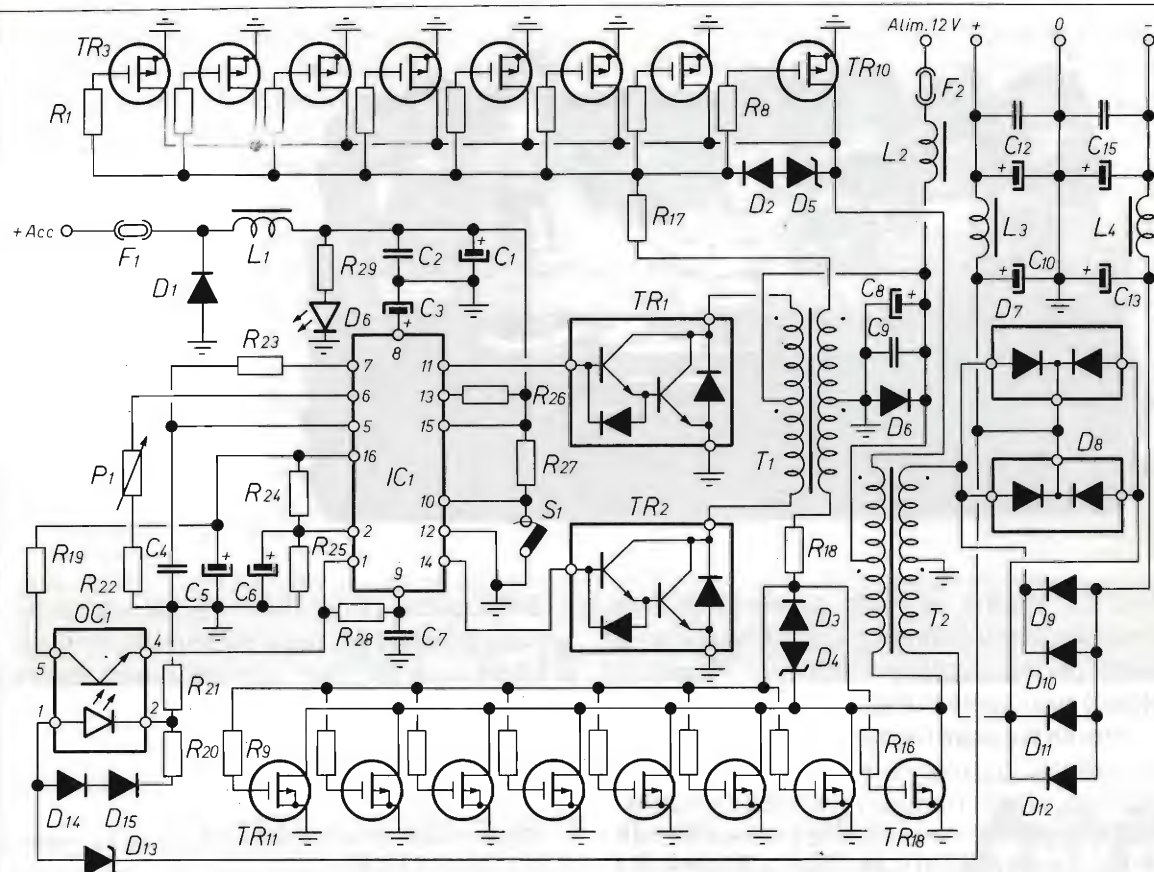 Alim. 12 V + 0 -
TR3 TR10 F2
R1 R8 L2 C12 C15
D2 D5
R17 L3 L4
+Acc F1 L1 R29 C2 C1 C10 C13
D1 D6 C3 TR1 C8 D7
R23 8 C9
7 11
6 13 R26 D6
5 15 T1 D8
P1 16 IC1 R27
R24 10 S1 TR2
R19 2 12 R18
R22 C4 R25 1 14
C5 C6 9 T2
OC1 R28 C7 D3 D9
5 4 D4 D10
1 2 R21
R20 R9 R16 D11
D14 D15 D12
D13 TR11 TR18